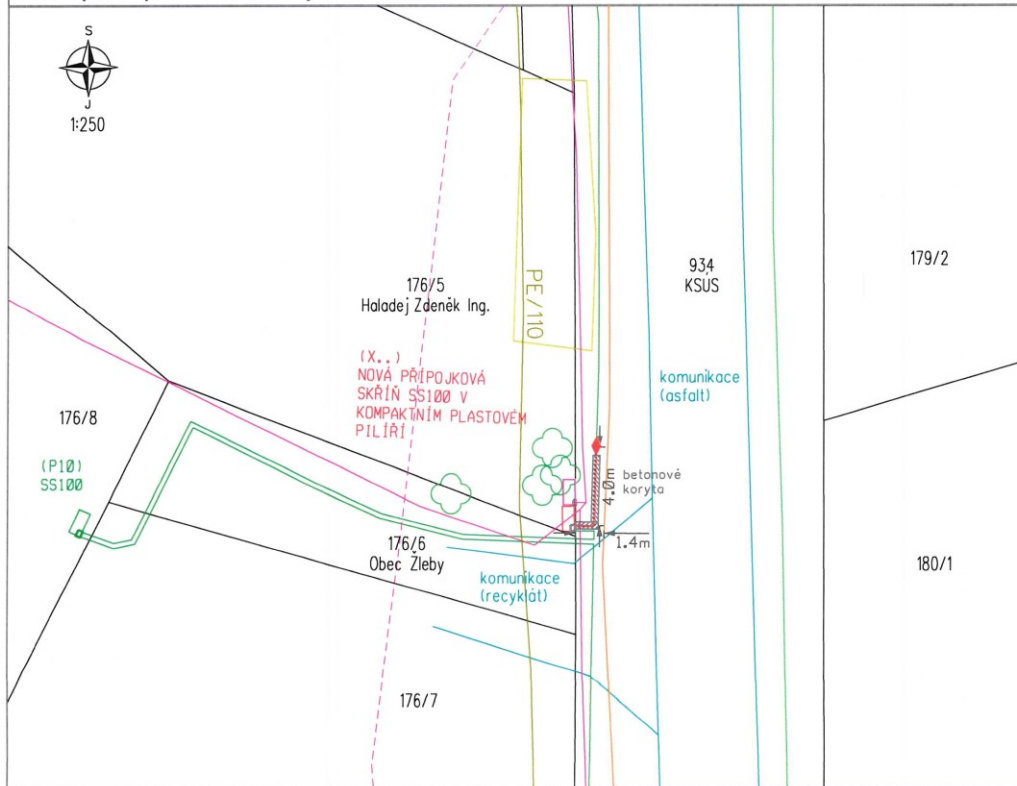 S
J
1:250
176/5
Haladej Zdeněk Ing.
PE/110
934
KSÚS
179/2
(X..)
NOVÁ PŘÍPOJKOVÁ
SKŘÍŇ SS100 V
KOMPAKTNÍM PLASTOVÉM
PILÍŘÍ
komunikace
(asfalt)
176/8
(P10)
SS100
4.0m
betonové
koryta
1.4m
176/6
Obec Žleby
komunikace
(recyklát)
180/1
176/7